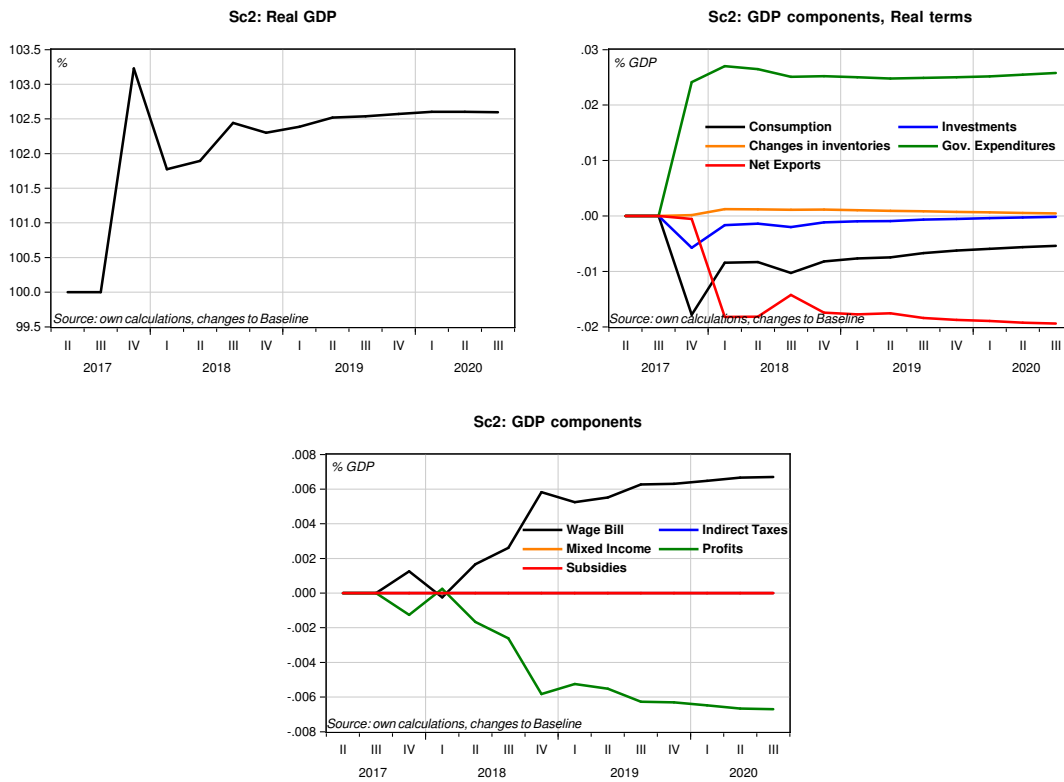 Sc2: Real GDP
103.5
103.0
102.5
102.0
101.5
101.0
100.5
100.0
99.5
%
Source: own calculations, changes to Baseline
II III IV I II III IV I II III IV I II III
2017 2018 2019 2020
Sc2: GDP components, Real terms
.03
.02
.01
.00
-.01
-.02
% GDP
Consumption Investments
Changes in inventories Gov. Expenditures
Net Exports
Source: own calculations, changes to Baseline
II III IV I II III IV I II III IV I II III
2017 2018 2019 2020
Sc2: GDP components
.008
.006
.004
.002
.000
-.002
-.004
-.006
-.008
% GDP
Wage Bill Indirect Taxes
Mixed Income Profits
Subsidies
Source: own calculations, changes to Baseline
II III IV I II III IV I II III IV I II III
2017 2018 2019 2020